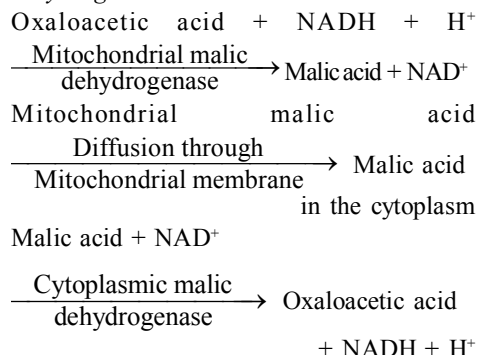 Oxaloacetic acid + NADH + H⁺
Mitochondrial malic
dehydrogenase
→ Malic acid + NAD⁺
Mitochondrial malic acid
Diffusion through
Mitochondrial membrane
→ Malic acid
in the cytoplasm
Malic acid + NAD⁺
Cytoplasmic malic
dehydrogenase
→ Oxaloacetic acid
+ NADH + H⁺